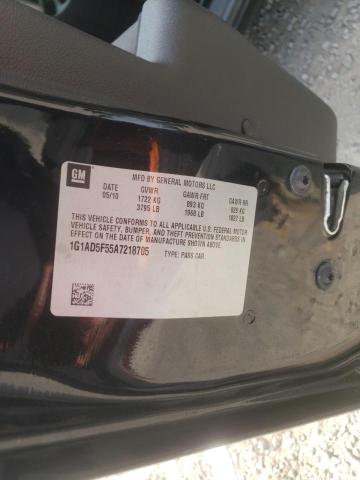 GM
MFD BY GENERAL MOTORS LLC
DATE GVWR GAWR FRT GAWR RR
05/10 1722 KG 893 KG 829 KG
3795 LB 1968 LB 1827 LB
THIS VEHICLE CONFORMS TO ALL APPLICABLE U.S. FEDERAL MOTOR
VEHICLE SAFETY, BUMPER, AND THEFT PREVENTION STANDARDS IN
EFFECT ON THE DATE OF MANUFACTURE SHOWN ABOVE.
1G1AD5F55A7218705 TYPE: PASS CAR